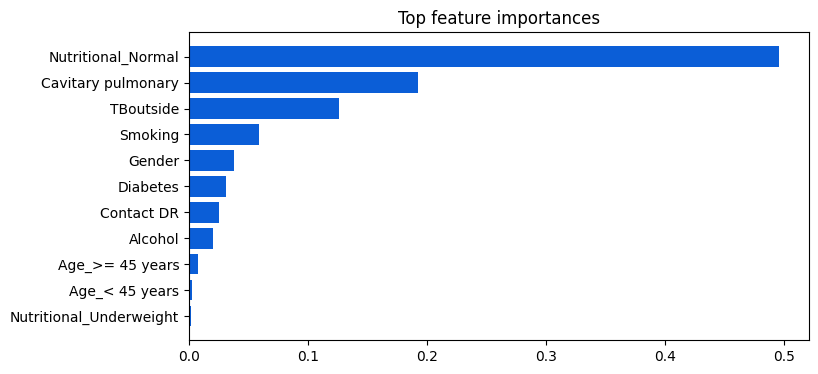 Top feature importances
Nutritional_Normal
Cavitary pulmonary
TBoutside
Smoking
Gender
Diabetes
Contact DR
Alcohol
Age_>= 45 years
Age_< 45 years
Nutritional_Underweight
0.0 0.1 0.2 0.3 0.4 0.5